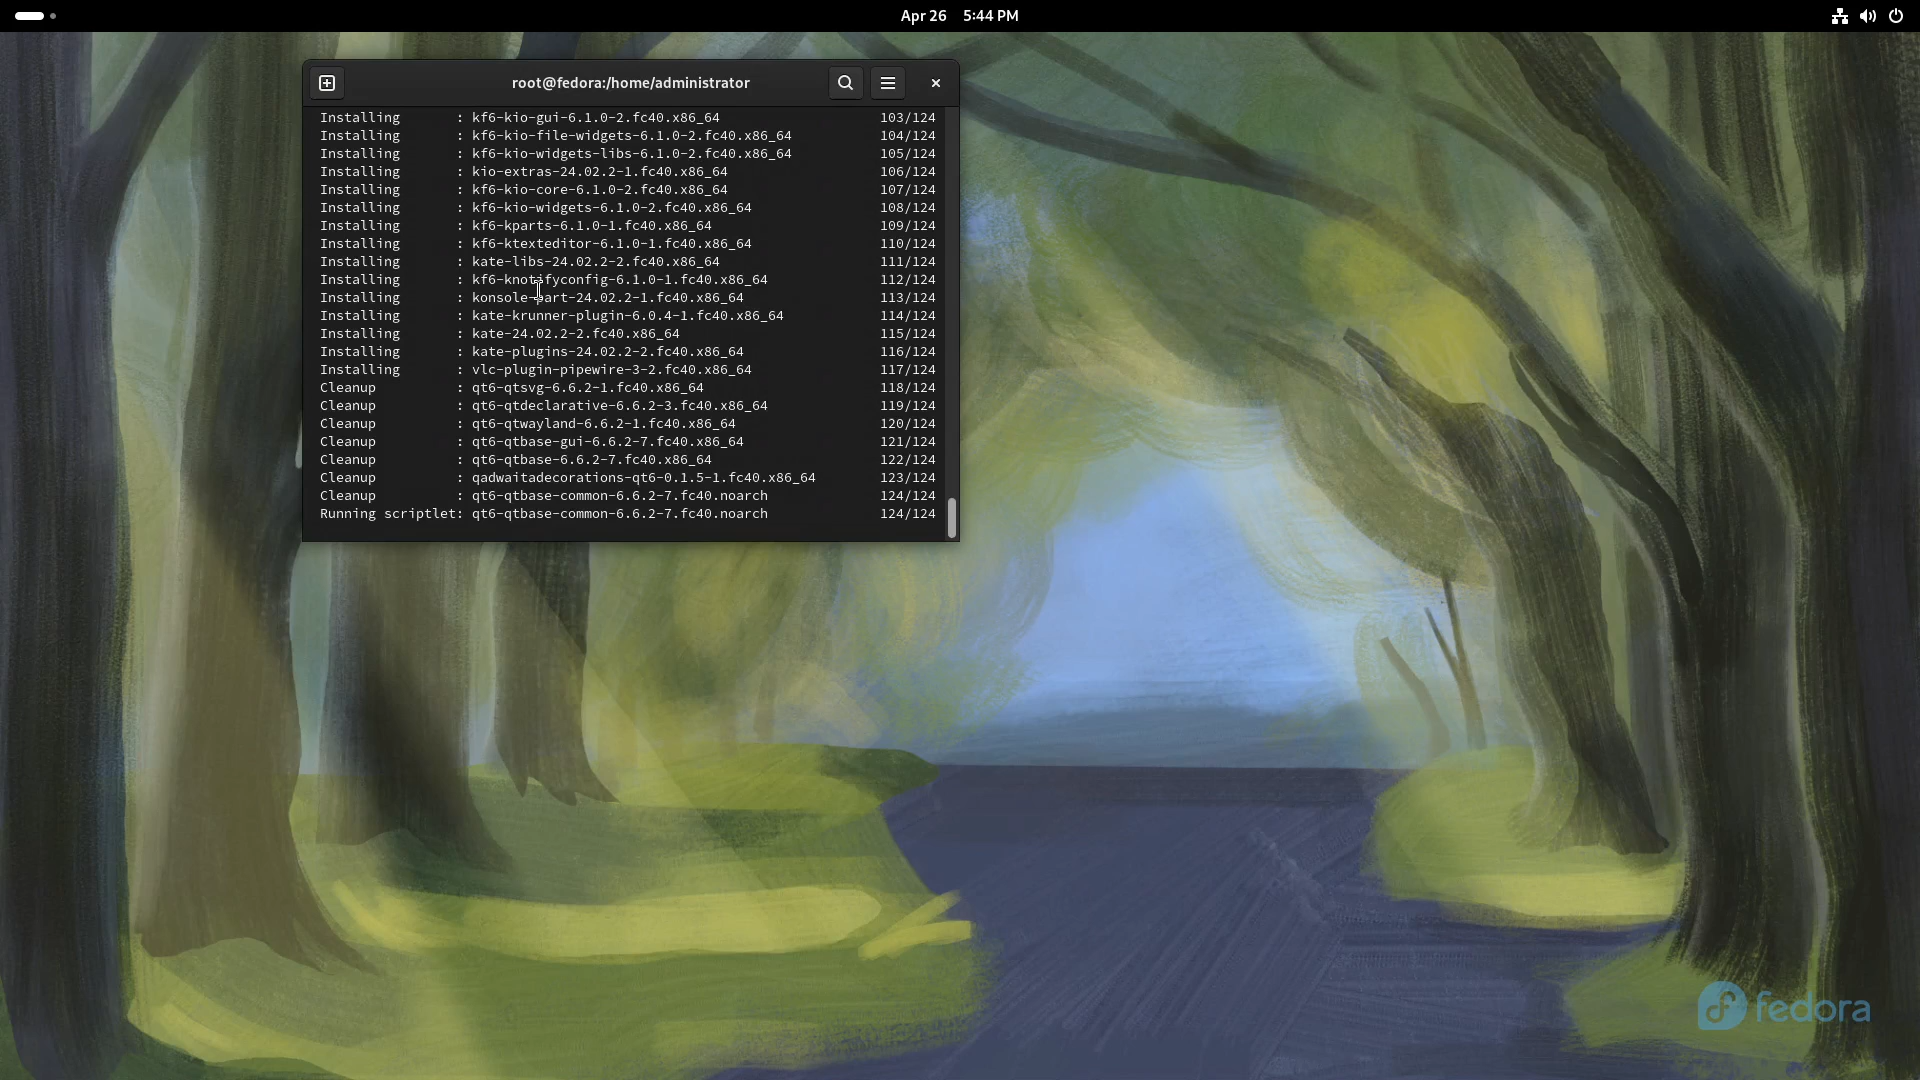 Apr 26 5:44 PM
root@fedora:/home/administrator
Installing : kf6-kio-gui-6.1.0-2.fc40.x86_64 103/124
Installing : kf6-kio-file-widgets-6.1.0-2.fc40.x86_64 104/124
Installing : kf6-kio-widgets-libs-6.1.0-2.fc40.x86_64 105/124
Installing : kio-extras-24.02.2-1.fc40.x86_64 106/124
Installing : kf6-kio-core-6.1.0-2.fc40.x86_64 107/124
Installing : kf6-kio-widgets-6.1.0-2.fc40.x86_64 108/124
Installing : kf6-kparts-6.1.0-1.fc40.x86_64 109/124
Installing : kf6-ktexteditor-6.1.0-1.fc40.x86_64 110/124
Installing : kate-libs-24.02.2-2.fc40.x86_64 111/124
Installing : kf6-knotifyconfig-6.1.0-1.fc40.x86_64 112/124
Installing : konsole-part-24.02.2-1.fc40.x86_64 113/124
Installing : kate-krunner-plugin-6.0.4-1.fc40.x86_64 114/124
Installing : kate-24.02.2-2.fc40.x86_64 115/124
Installing : kate-plugins-24.02.2-2.fc40.x86_64 116/124
Installing : vlc-plugin-pipewire-3-2.fc40.x86_64 117/124
Cleanup : qt6-qtsvg-6.6.2-1.fc40.x86_64 118/124
Cleanup : qt6-qtdeclarative-6.6.2-3.fc40.x86_64 119/124
Cleanup : qt6-qtwayland-6.6.2-1.fc40.x86_64 120/124
Cleanup : qt6-qtbase-gui-6.6.2-7.fc40.x86_64 121/124
Cleanup : qt6-qtbase-6.6.2-7.fc40.x86_64 122/124
Cleanup : qadwaitadecorations-qt6-0.1.5-1.fc40.x86_64 123/124
Cleanup : qt6-qtbase-common-6.6.2-7.fc40.noarch 124/124
Running scriptlet: qt6-qtbase-common-6.6.2-7.fc40.noarch 124/124
fedora